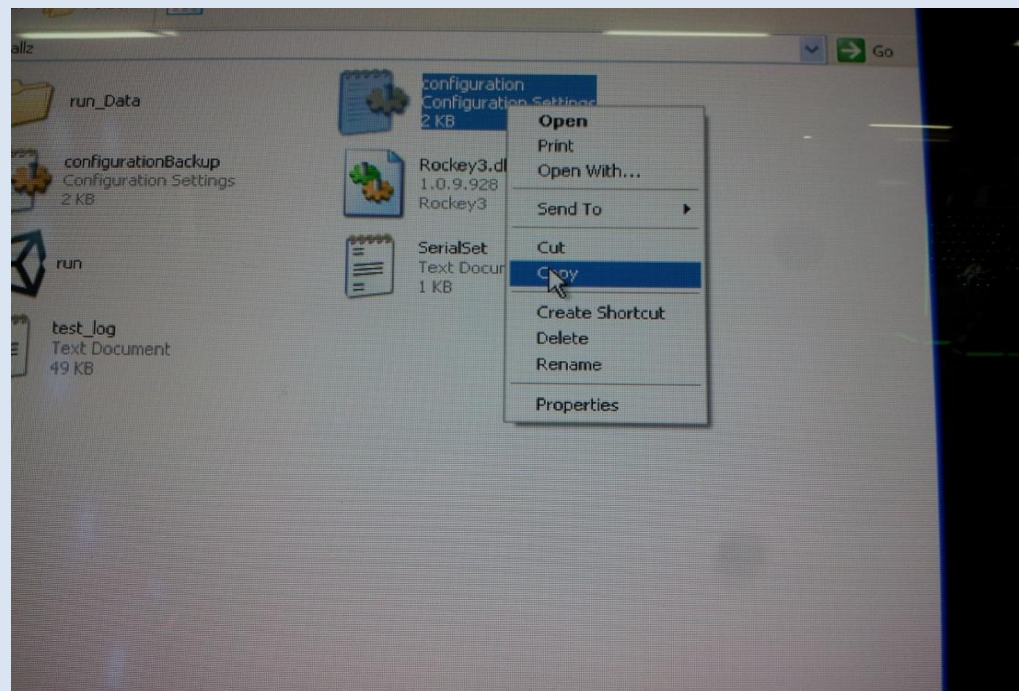 allz
Go
run_Data
configuration
Configuration Settings
2 KB
configurationBackup
Configuration Settings
2 KB
Rockey3.dl
1.0.9.928
Rockey3
run
SerialSet
Text Docur
1 KB
test_log
Text Document
49 KB
Open
Print
Open With...
Send To
Cut
Copy
Create Shortcut
Delete
Rename
Properties